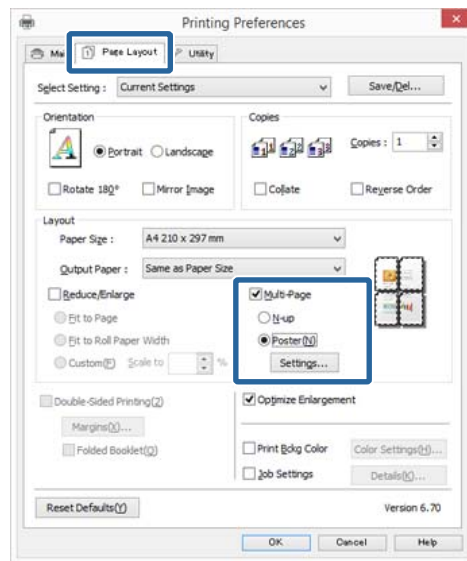 Printing Preferences
Page Layout Utility
Select Setting : Current Settings Save/Del...
Orientation Copies
Portrait Landscape Copies : 1
Rotate 180° Mirror Image Collate Reverse Order
Layout
Paper Size : A4 210 x 297 mm
Output Paper : Same as Paper Size
Reduce/Enlarge Multi-Page
Fit to Page N-up
Fit to Roll Paper Width Poster(N)
Custom(F) Scale to % Settings...
Double-Sided Printing(2) Optimize Enlargement
Margins(X)...
Folded Booklet(Q) Print Bckg Color Color Settings(H)...
Job Settings Details(K)...
Reset Defaults(Y) Version 6.70
OK Cancel Help